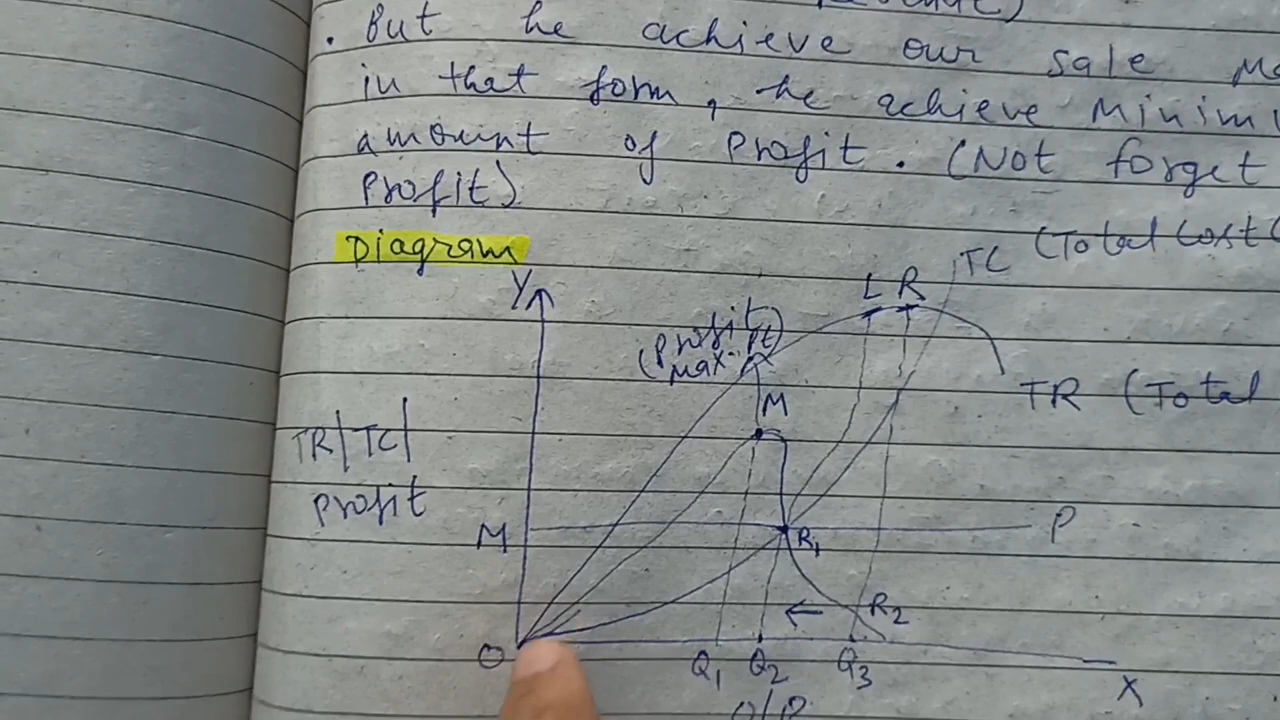 . But he achieve our sale
in that form, he achieve Minimi
amount of Profit. (Not forget
Profit)
Diagram
Y
L R
TC (Total Cost C
(Profit
Max. Pt)
M
TR (Total
TR| TC|
Profit
M
R1
P
R2
O
Q1 Q2 Q3
X
O/P